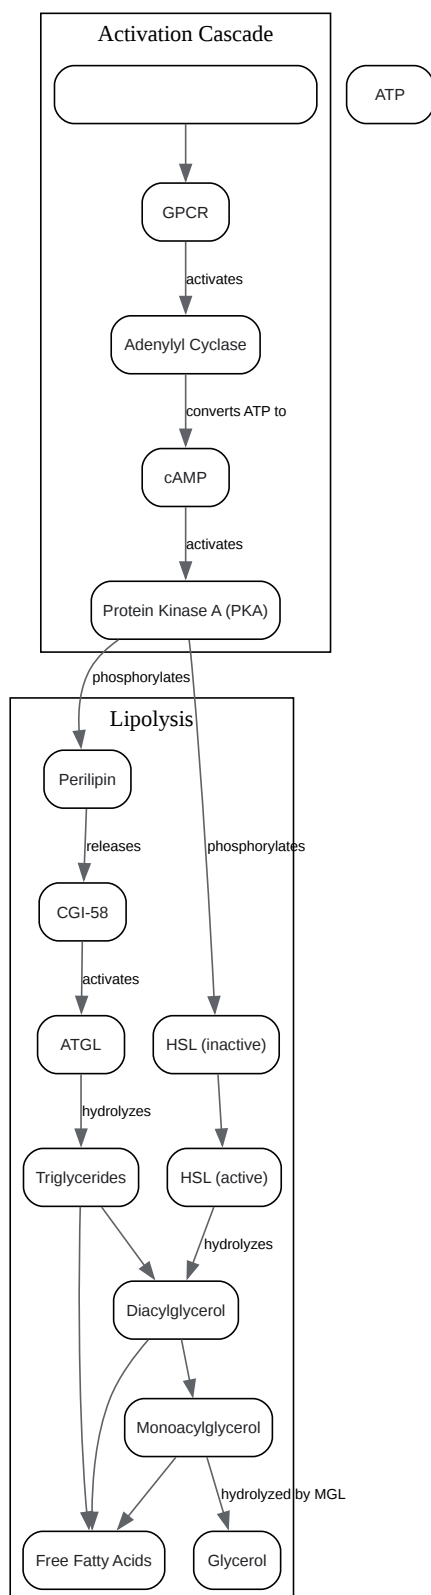 Activation Cascade
ATP
GPCR
activates
Adenylyl Cyclase
converts ATP to
cAMP
activates
Protein Kinase A (PKA)
phosphorylates
Lipolysis
Perilipin
releases
phosphorylates
CGI-58
activates
ATGL
HSL (inactive)
hydrolyzes
Triglycerides
HSL (active)
hydrolyzes
Diacylglycerol
Monoacylglycerol
hydrolyzed by MGL
Free Fatty Acids
Glycerol